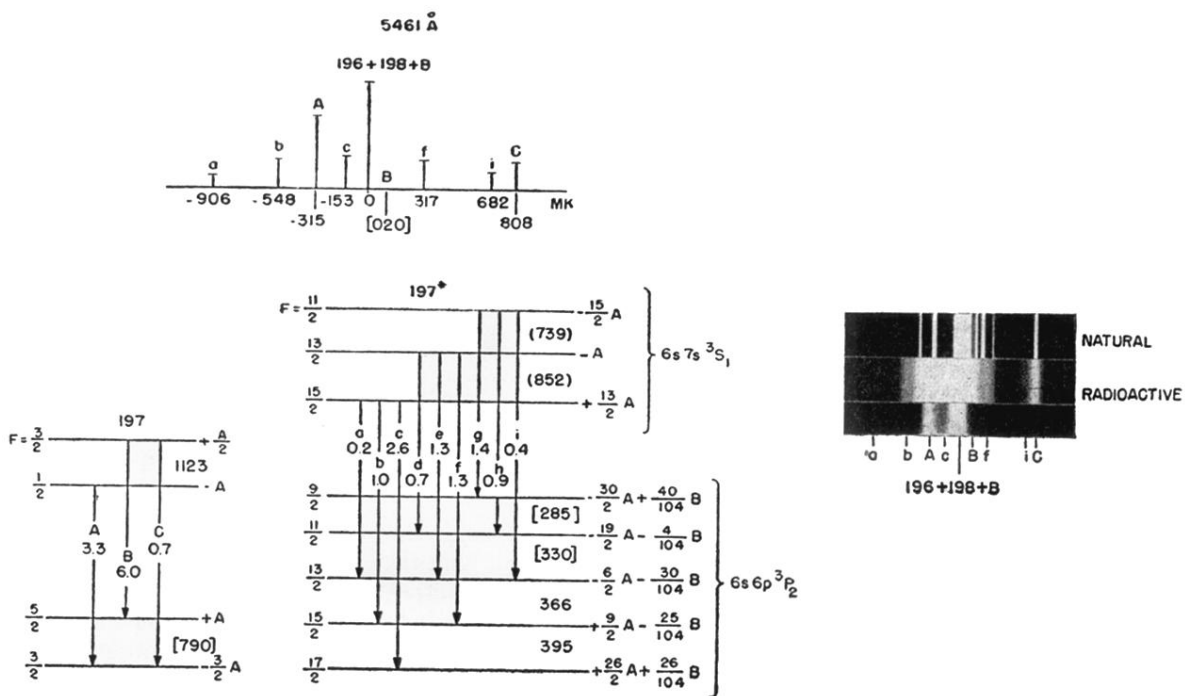 5461 Å
196+198+B
A
b
c
f
C
a
B
i
-906
-548
-153
0
317
682
MK
-315
[020]
808
197*
F = 11/2
- 15/2 A
(739)
13/2
- A
6s 7s ³S₁
(852)
15/2
+ 13/2 A
a
c
e
g
i
0.2
2.6
1.3
1.4
0.4
b
d
f
h
1.0
0.7
1.3
0.9
9/2
- 30/2 A + 40/104 B
[285]
11/2
- 19/2 A - 4/104 B
[330]
13/2
- 6/2 A - 30/104 B
6s 6p ³P₂
366
15/2
+ 9/2 A - 25/104 B
395
17/2
+ 26/2 A + 26/104 B
197
F = 3/2
+ A/2
1123
1/2
- A
A
C
3.3
B
0.7
6.0
5/2
+ A
[790]
3/2
- 3/2 A
NATURAL
RADIOACTIVE
a
b
A
c
B
f
i
C
196+198+B